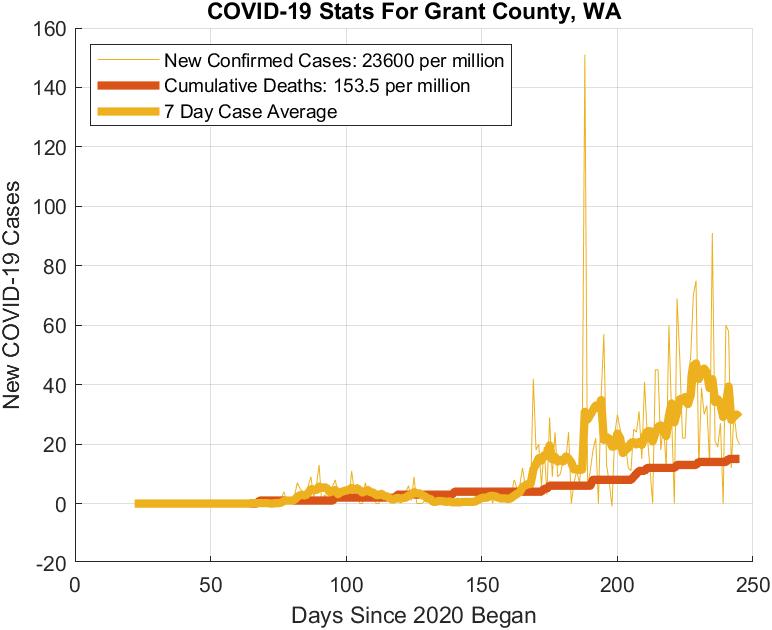 COVID-19 Stats For Grant County, WA
New Confirmed Cases: 23600 per million
Cumulative Deaths: 153.5 per million
7 Day Case Average
New COVID-19 Cases
160
140
120
100
80
60
40
20
0
-20
0 50 100 150 200 250
Days Since 2020 Began